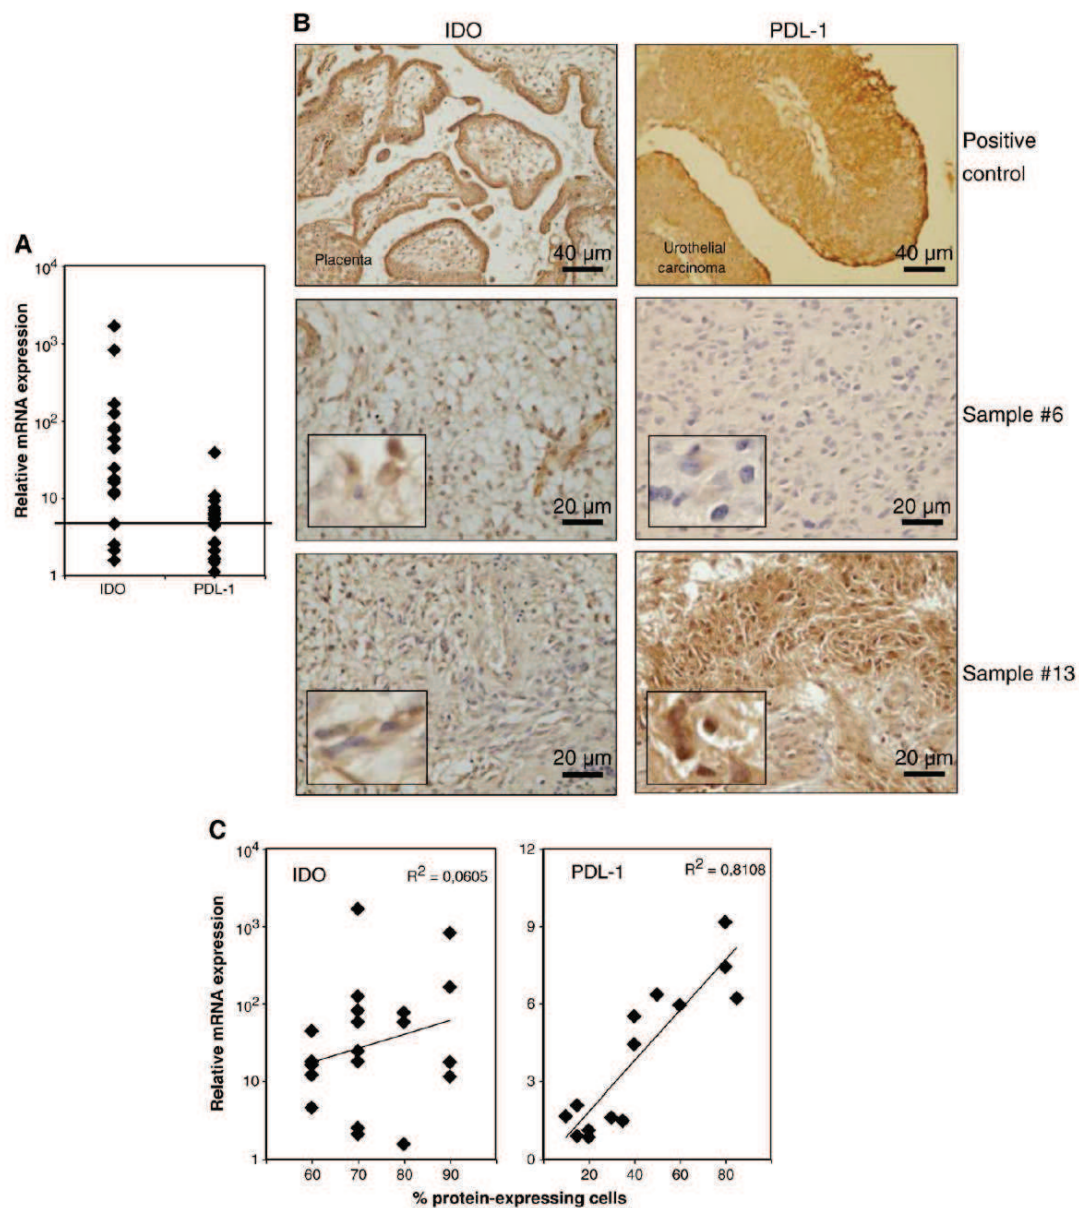 B
IDO
PDL-1
Placenta
40 µm
Urothelial
carcinoma
40 µm
Positive
control
20 µm
20 µm
Sample #6
20 µm
20 µm
Sample #13
A
Relative mRNA expression
10⁴
10³
10²
10
1
IDO
PDL-1
C
Relative mRNA expression
10⁴
10³
10²
10
1
IDO
R² = 0,0605
60
70
80
90
12
9
6
3
0
PDL-1
R² = 0,8108
20
40
60
80
% protein-expressing cells